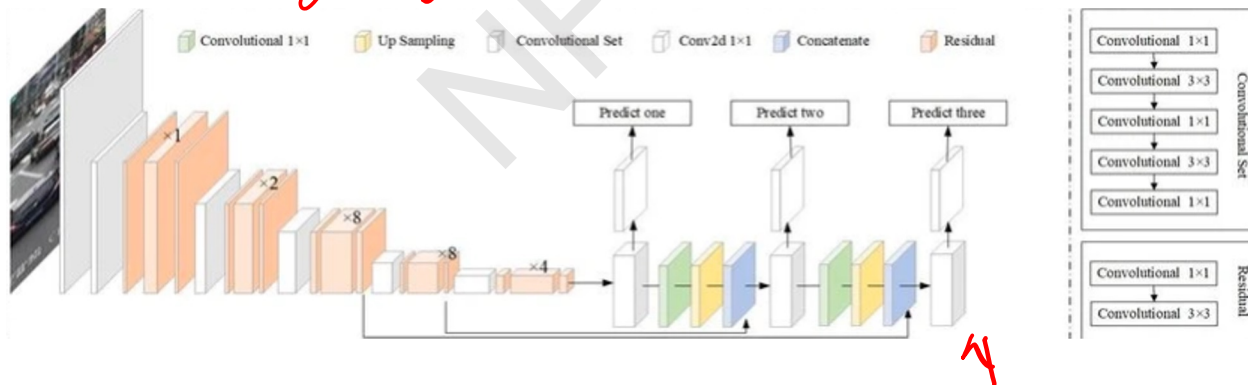 Convolutional 1×1 Up Sampling Convolutional Set Conv2d 1×1 Concatenate Residual
Predict one Predict two Predict three
×1
×2
×8
×8
×4
Convolutional 1×1
Convolutional 3×3
Convolutional 1×1
Convolutional 3×3
Convolutional 1×1
Convolutional Set
Convolutional 1×1
Convolutional 3×3
Residual